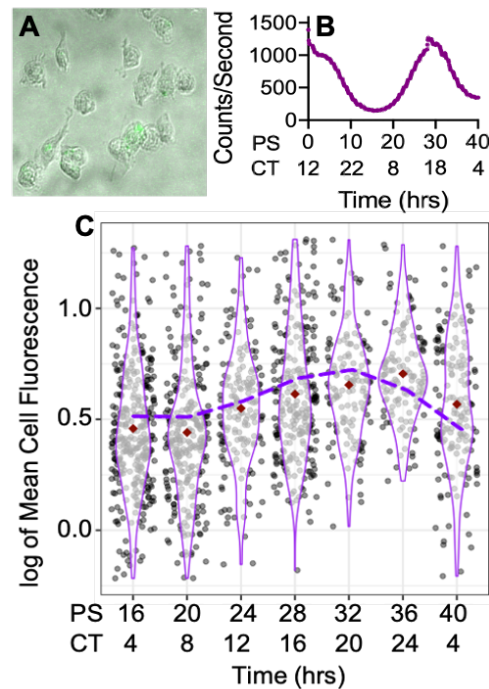 A
B
Counts/Second
1500
1000
500
0
PS 0 10 20 30 40
CT 12 22 8 18 4
Time (hrs)
C
log of Mean Cell Fluorescence
1.0
0.5
0.0
PS 16 20 24 28 32 36 40
CT 4 8 12 16 20 24 4
Time (hrs)